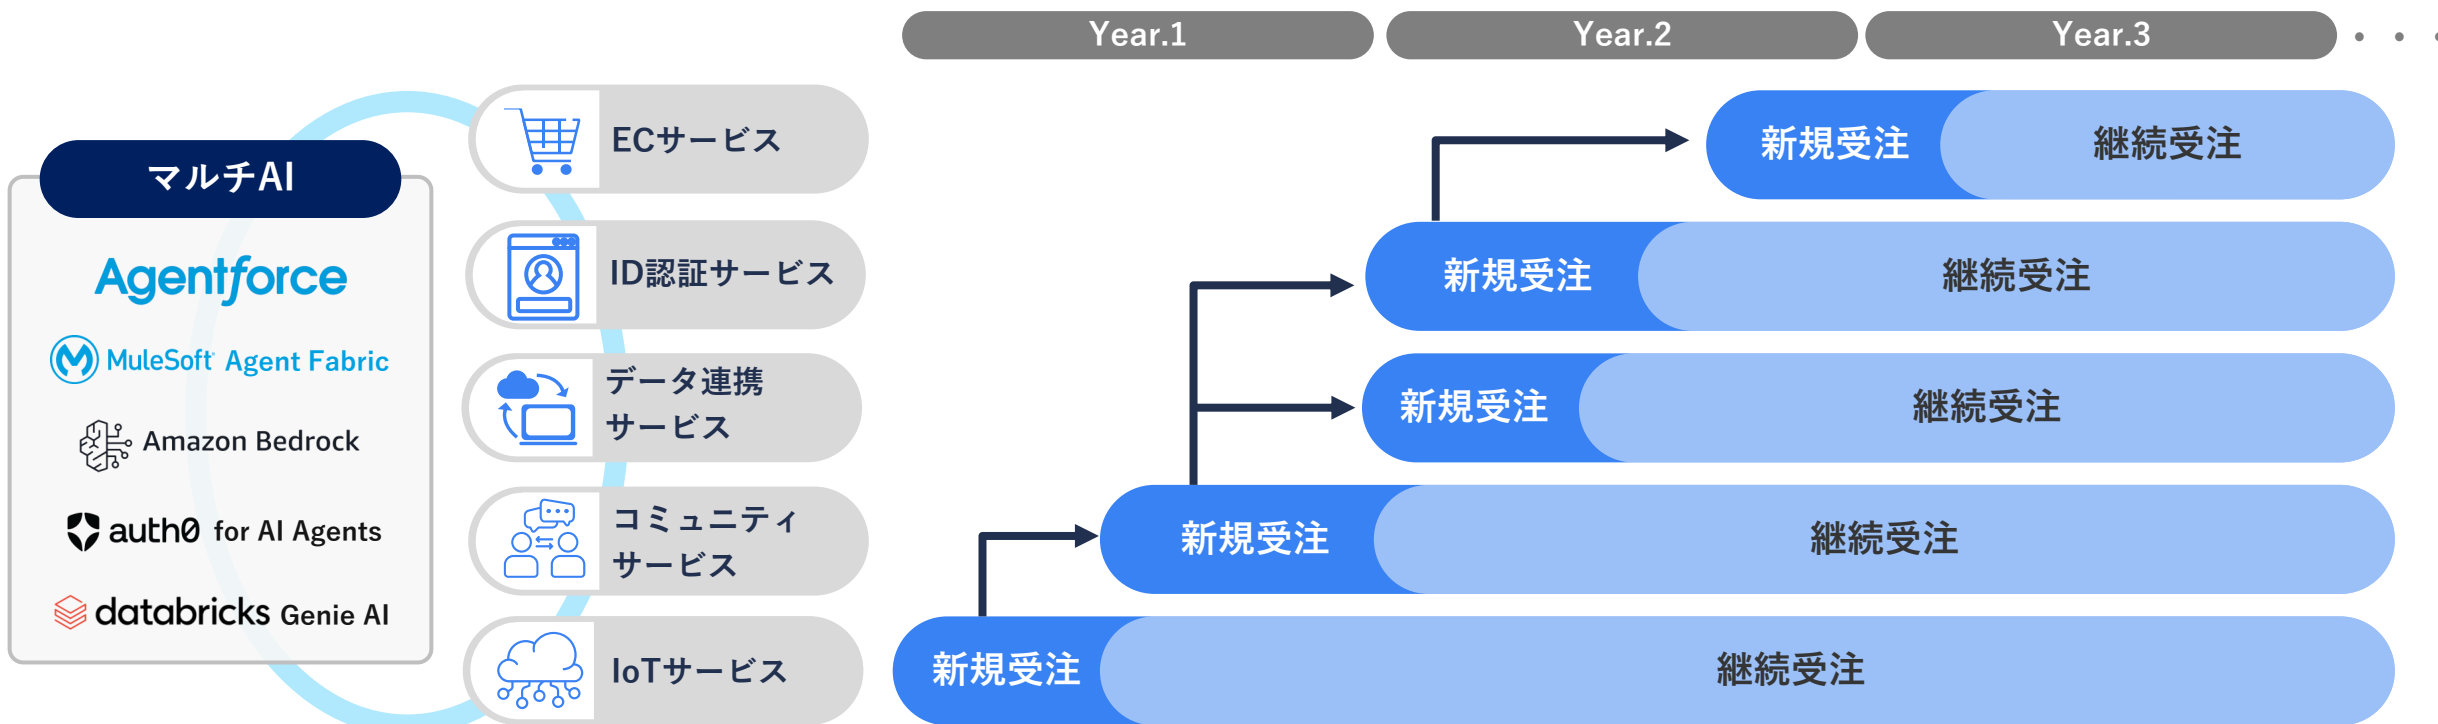 Year.1
Year.2
Year.3
マルチAI
Agentforce
MuleSoft Agent Fabric
Amazon Bedrock
auth0 for AI Agents
databricks Genie AI
ECサービス
ID認証サービス
データ連携
サービス
コミュニティ
サービス
IoTサービス
新規受注
継続受注
新規受注
継続受注
新規受注
継続受注
新規受注
継続受注
新規受注
継続受注